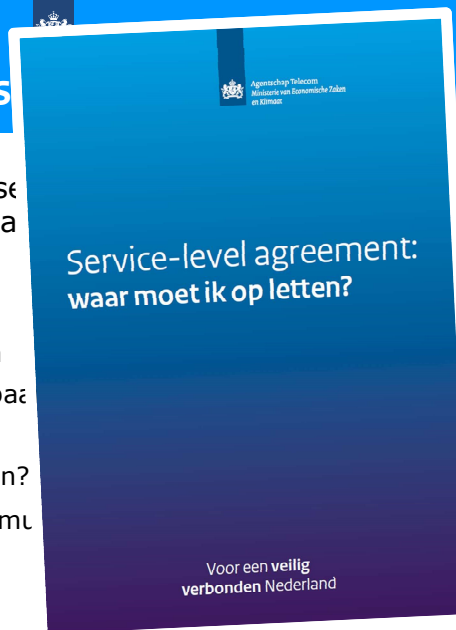 Agentschap Telecom
Ministerie van Economische Zaken
en Klimaat
Service-level agreement:
waar moet ik op letten?
n?
Voor een veilig
verbonden Nederland